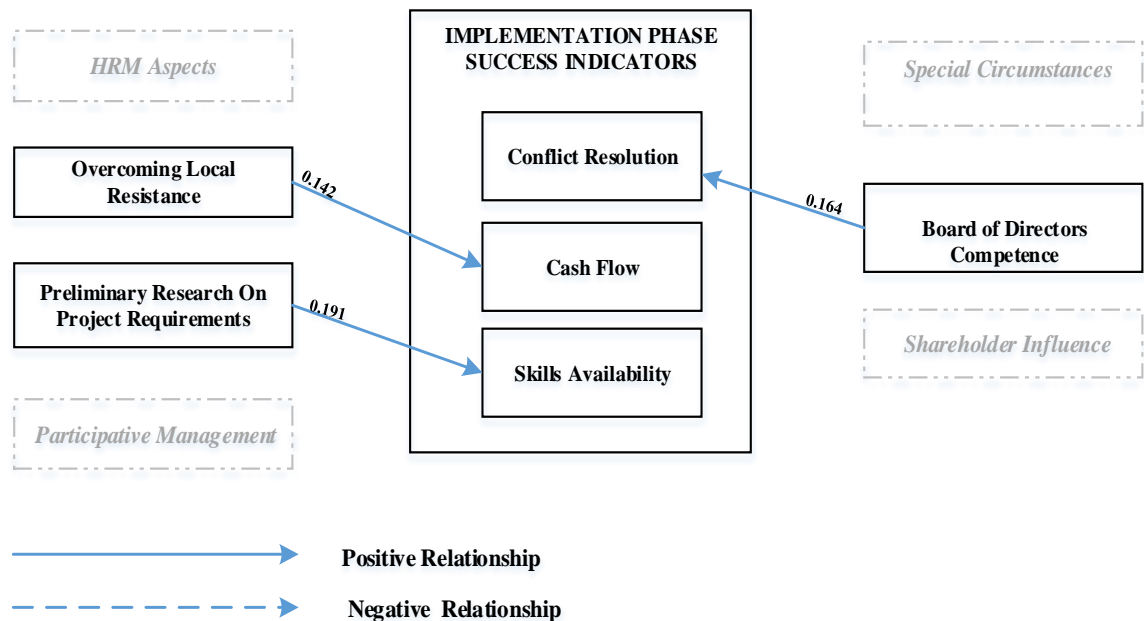 IMPLEMENTATION PHASE
SUCCESS INDICATORS
HRM Aspects
Special Circumstances
Overcoming Local
Resistance
0.142
Conflict Resolution
0.164
Board of Directors
Competence
Cash Flow
Preliminary Research On
Project Requirements
0.191
Skills Availability
Shareholder Influence
Participative Management
Positive Relationship
Negative Relationship